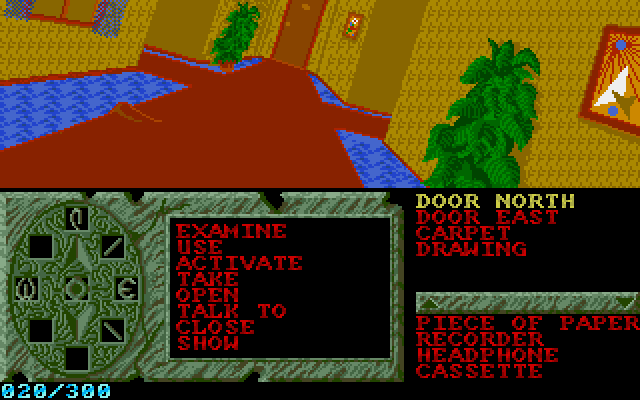 DOOR NORTH
DOOR EAST
CARPET
DRAWING
EXAMINE
USE
ACTIVATE
TAKE
OPEN
TALK TO
CLOSE
SHOW
PIECE OF PAPER
RECORDER
HEADPHONE
CASSETTE
020/300